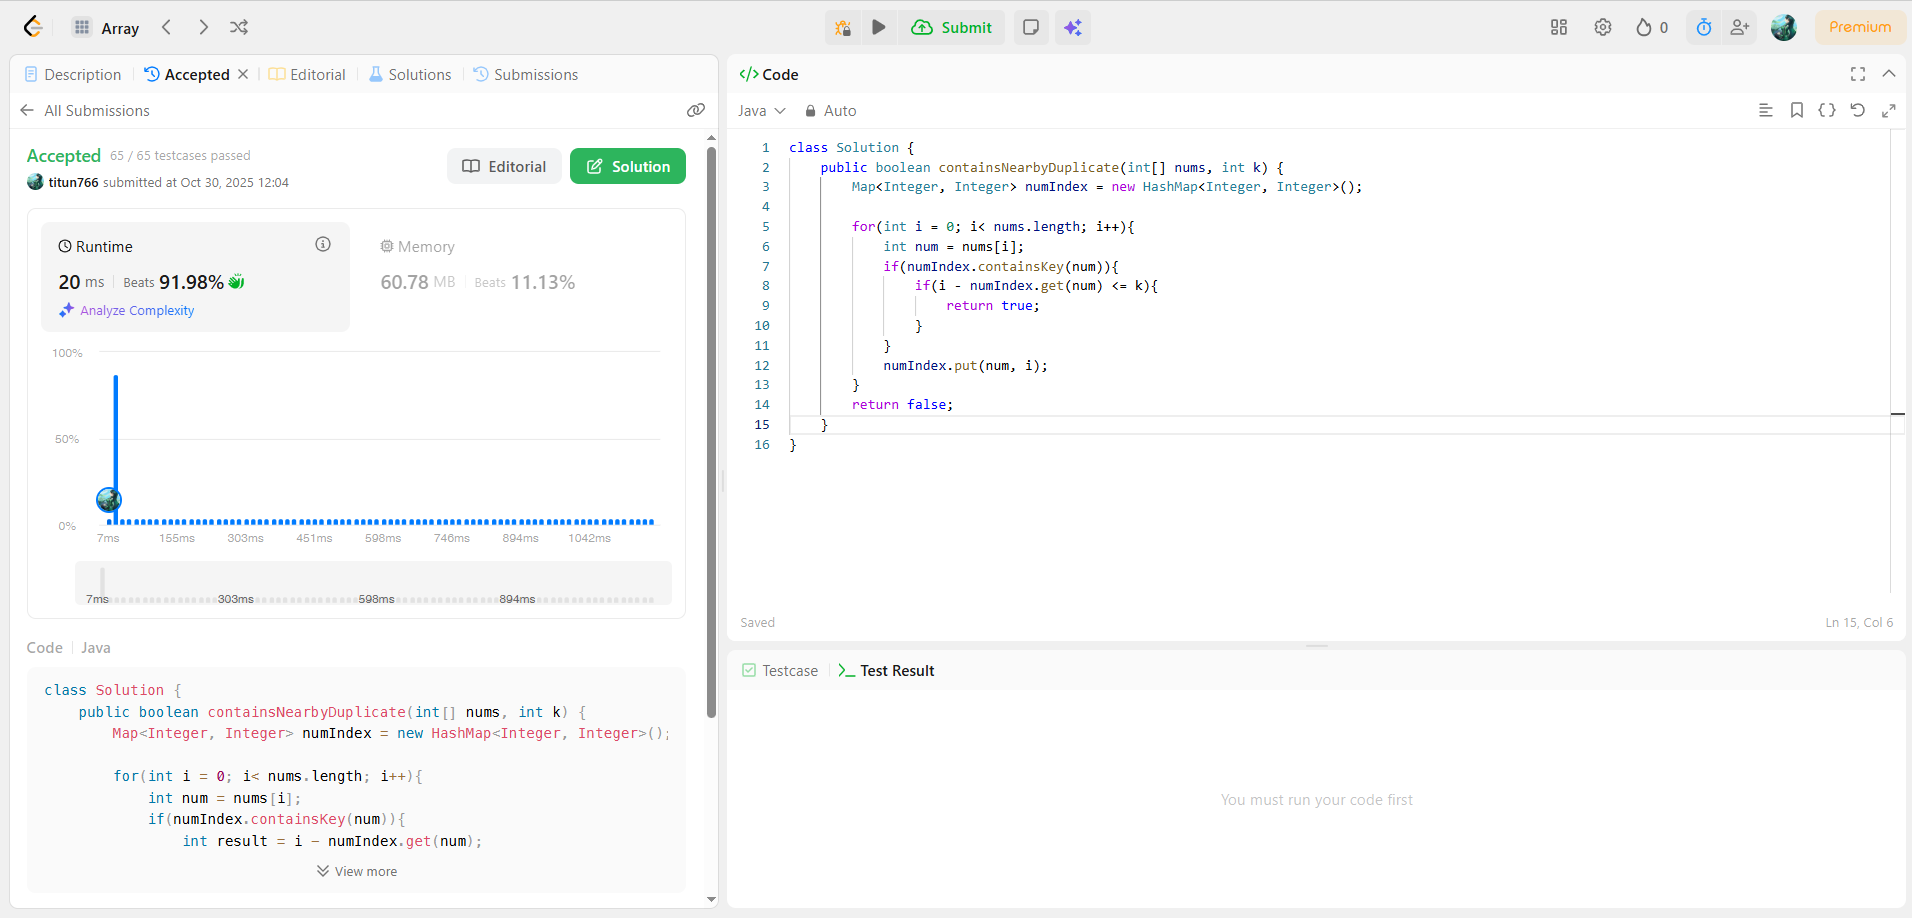 Array
Submit
0
Premium
Description
Accepted
Editorial
Solutions
Submissions
All Submissions
Accepted 65 / 65 testcases passed
titun766 submitted at Oct 30, 2025 12:04
Editorial
Solution
Runtime
20 ms Beats 91.98%
Analyze Complexity
Memory
60.78 MB Beats 11.13%
100%
50%
0%
7ms 155ms 303ms 451ms 598ms 746ms 894ms 1042ms
7ms 303ms 598ms 894ms
Code Java
class Solution {
    public boolean containsNearbyDuplicate(int[] nums, int k) {
        Map<Integer, Integer> numIndex = new HashMap<Integer, Integer>();
        for(int i = 0; i< nums.length; i++){
            int num = nums[i];
            if(numIndex.containsKey(num)){
                int result = i - numIndex.get(num);
View more
</> Code
Java Auto
1 class Solution {
2     public boolean containsNearbyDuplicate(int[] nums, int k) {
3         Map<Integer, Integer> numIndex = new HashMap<Integer, Integer>();
4
5         for(int i = 0; i< nums.length; i++){
6             int num = nums[i];
7             if(numIndex.containsKey(num)){
8                 if(i - numIndex.get(num) <= k){
9                     return true;
10                 }
11             }
12             numIndex.put(num, i);
13         }
14         return false;
15     }
16 }
Saved
Ln 15, Col 6
Testcase
Test Result
You must run your code first